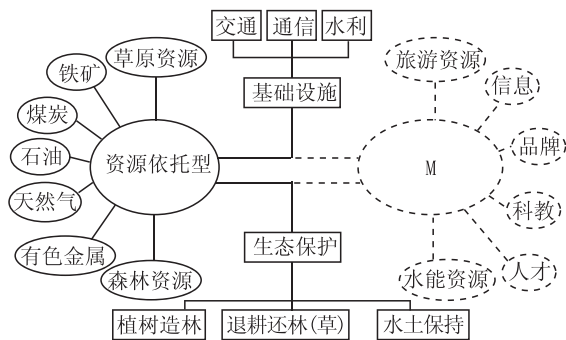 交通
通信
水利
基础设施
草原资源
铁矿
煤炭
石油
天然气
有色金属
森林资源
资源依托型
旅游资源
信息
品牌
科教
人才
水能资源
M
生态保护
植树造林
退耕还林(草)
水土保持